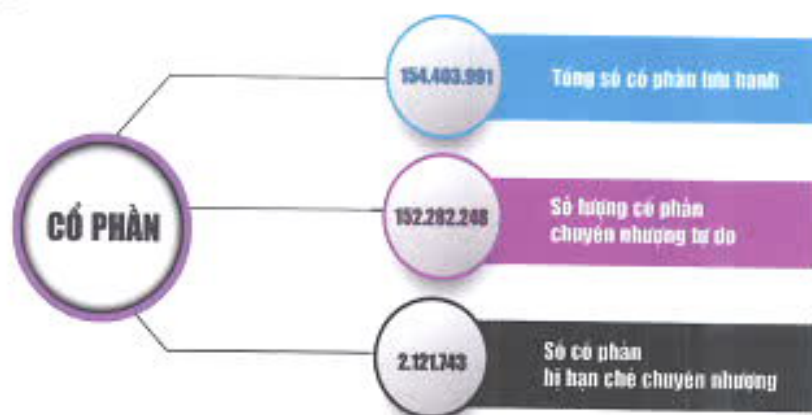 CỔ PHẦN
154.403.991
Tổng số cổ phần lưu hành
152.282.248
Số lượng cổ phần
chuyển nhượng tự do
2.121.743
Số cổ phần
bị hạn chế chuyển nhượng